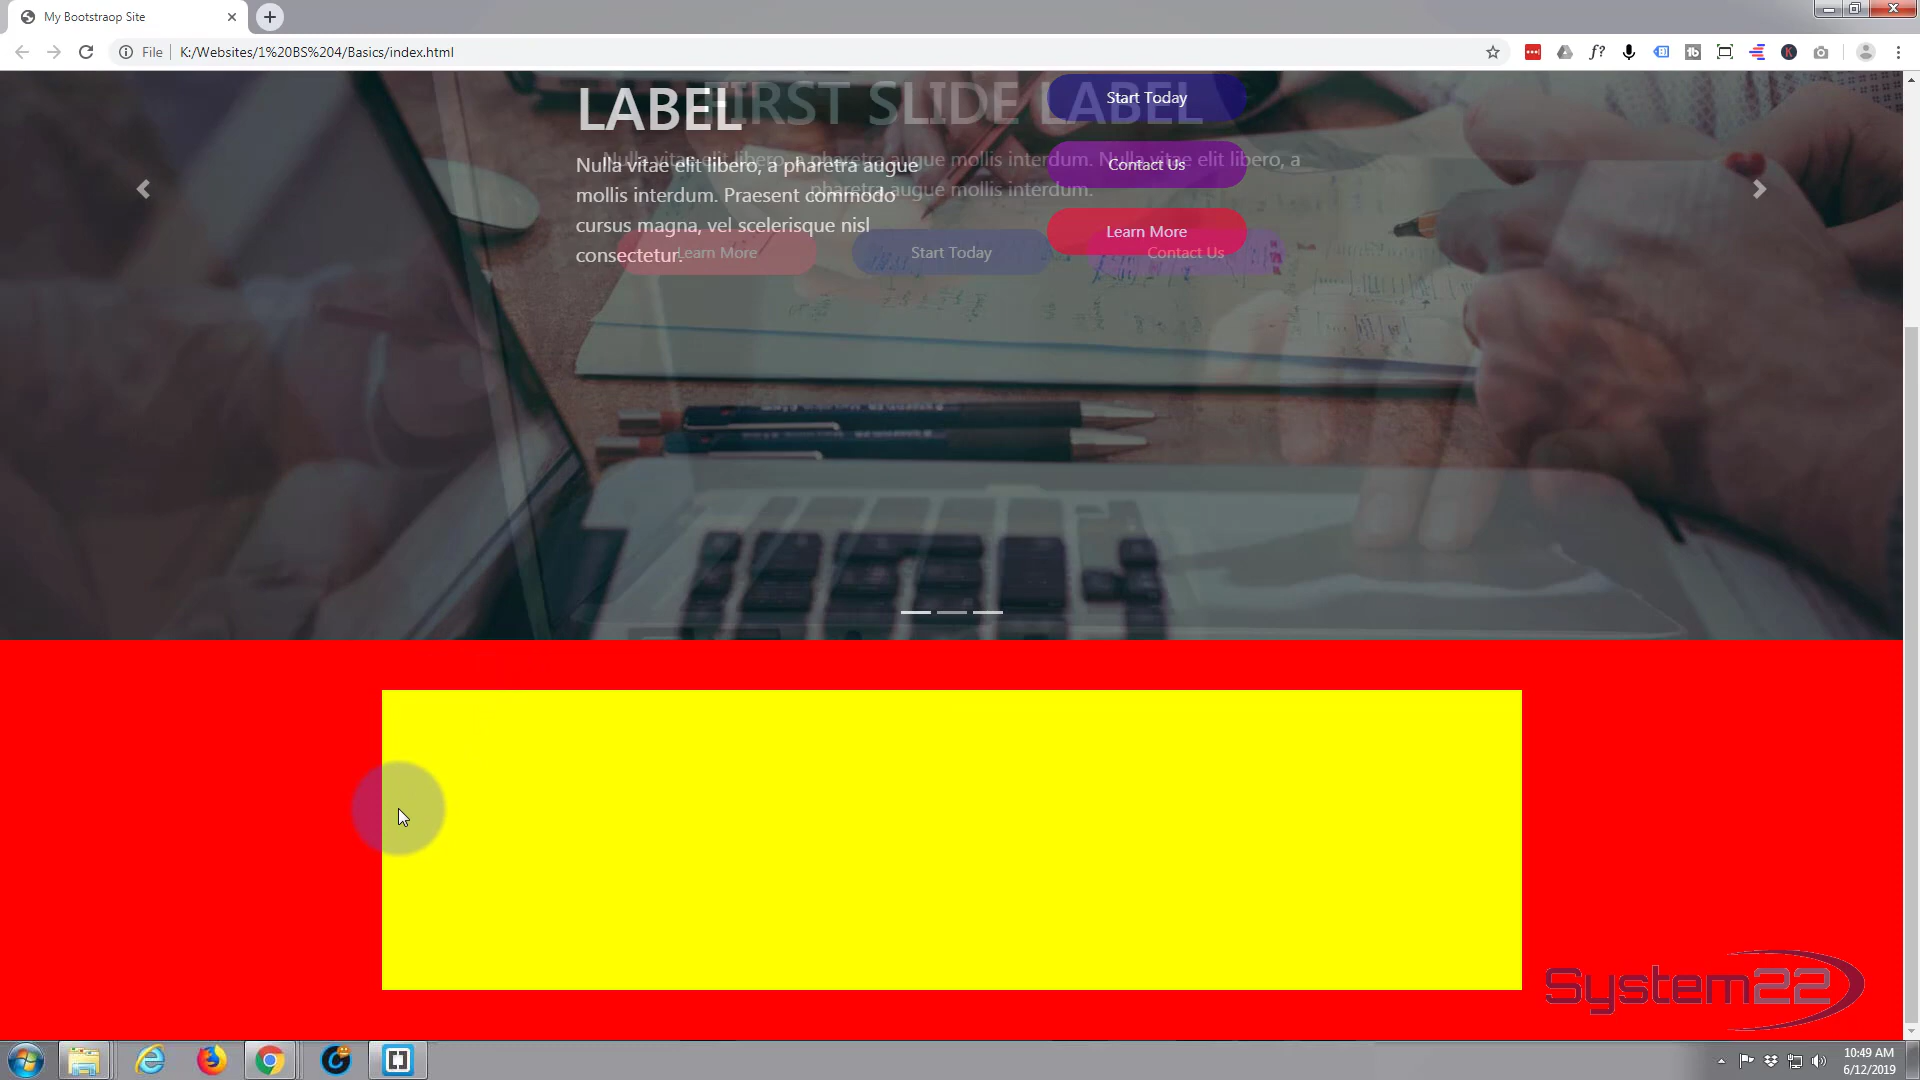 My Bootstraop Site
File
K:/Websites/1%20BS%204/Basics/index.html
FIRST SLIDE LABEL
Nulla vitae elit libero, a pharetra augue mollis interdum. Nulla vitae elit libero, a
pharetra augue mollis interdum.
Learn More
Start Today
Contact Us
LABEL
Nulla vitae elit libero, a pharetra augue
mollis interdum. Praesent commodo
cursus magna, vel scelerisque nisl
consectetur.
Start Today
Contact Us
Learn More
System22
10:49 AM
6/12/2019